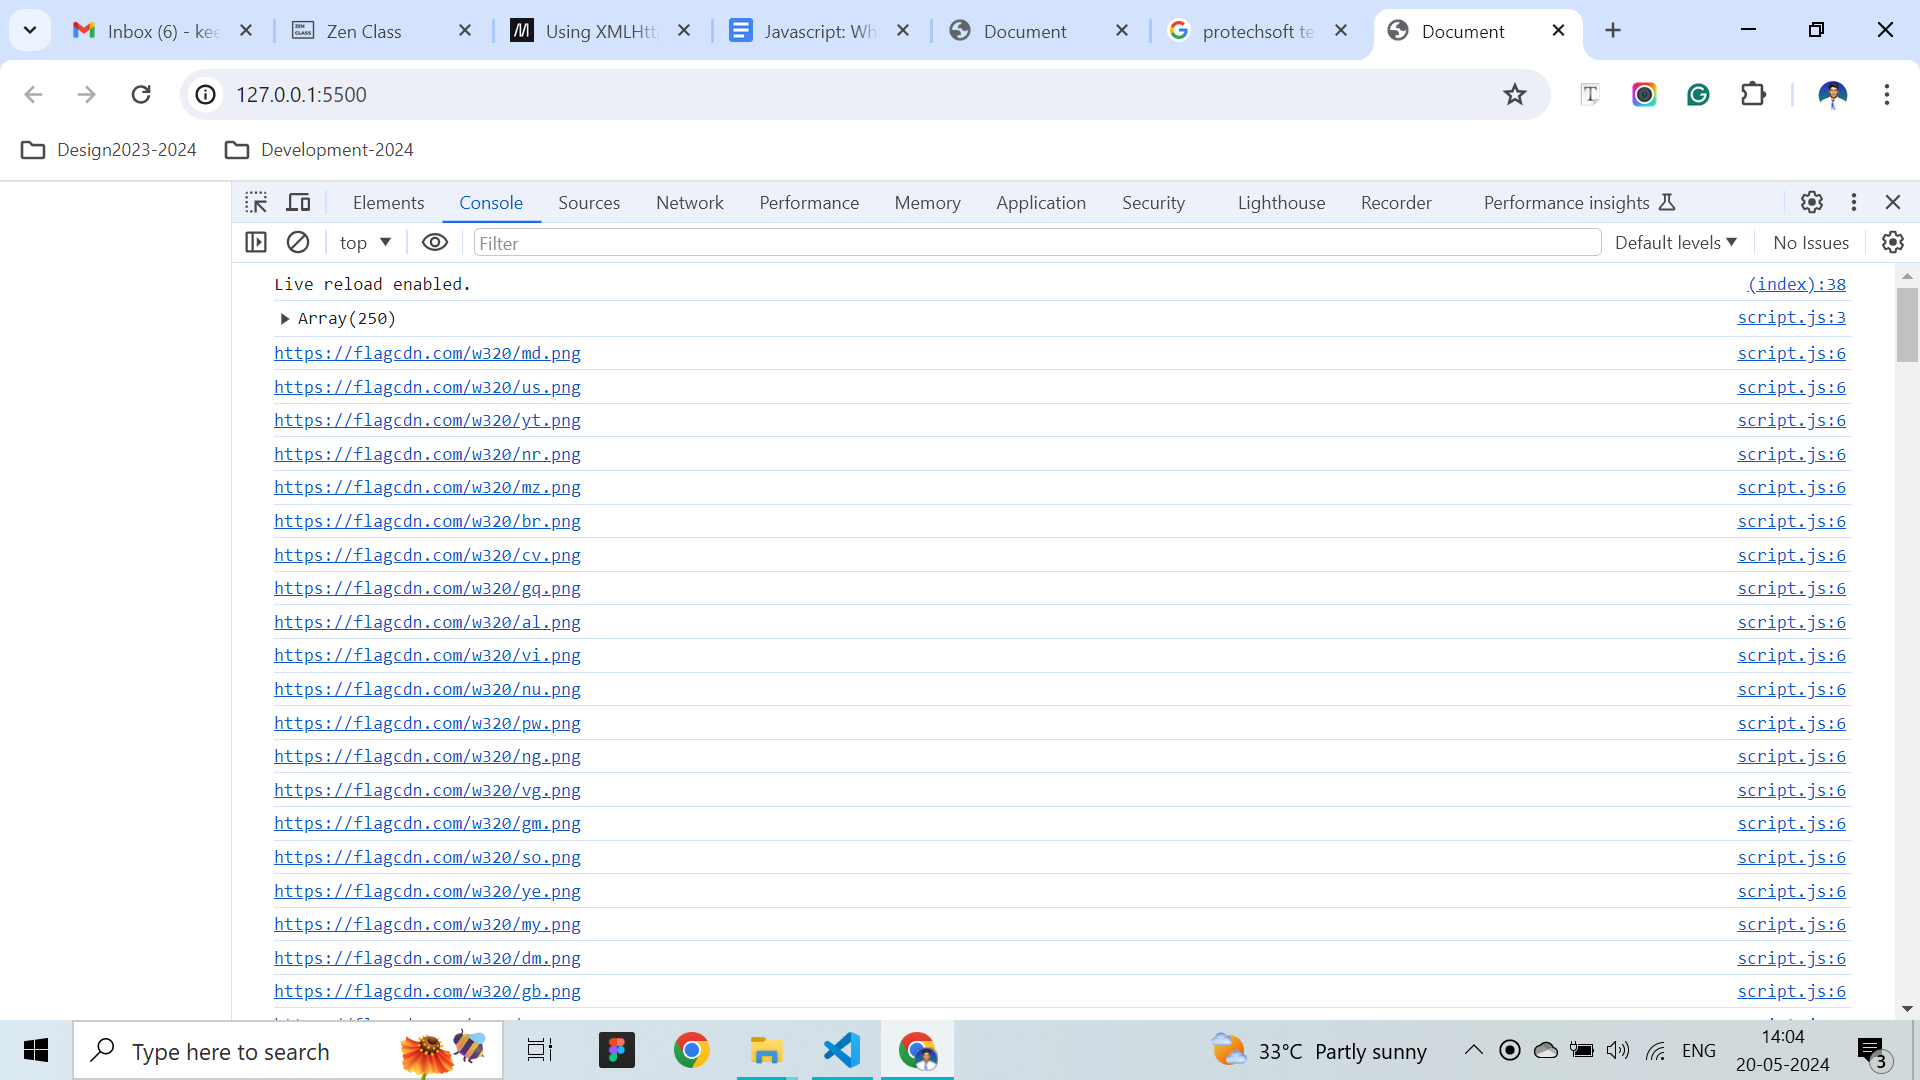 Inbox (6) - kee
Zen Class
Using XMLHtt
Javascript: Wh
Document
protechsoft te
Document
127.0.0.1:5500
Design2023-2024
Development-2024
Elements
Console
Sources
Network
Performance
Memory
Application
Security
Lighthouse
Recorder
Performance insights
top
Filter
Default levels
No Issues
Live reload enabled. (index):38
Array(250) script.js:3
https://flagcdn.com/w320/md.png script.js:6
https://flagcdn.com/w320/us.png script.js:6
https://flagcdn.com/w320/yt.png script.js:6
https://flagcdn.com/w320/nr.png script.js:6
https://flagcdn.com/w320/mz.png script.js:6
https://flagcdn.com/w320/br.png script.js:6
https://flagcdn.com/w320/cv.png script.js:6
https://flagcdn.com/w320/gq.png script.js:6
https://flagcdn.com/w320/al.png script.js:6
https://flagcdn.com/w320/vi.png script.js:6
https://flagcdn.com/w320/nu.png script.js:6
https://flagcdn.com/w320/pw.png script.js:6
https://flagcdn.com/w320/ng.png script.js:6
https://flagcdn.com/w320/vg.png script.js:6
https://flagcdn.com/w320/gm.png script.js:6
https://flagcdn.com/w320/so.png script.js:6
https://flagcdn.com/w320/ye.png script.js:6
https://flagcdn.com/w320/my.png script.js:6
https://flagcdn.com/w320/dm.png script.js:6
https://flagcdn.com/w320/gb.png script.js:6
Type here to search
33°C Partly sunny
ENG
14:04
20-05-2024
3